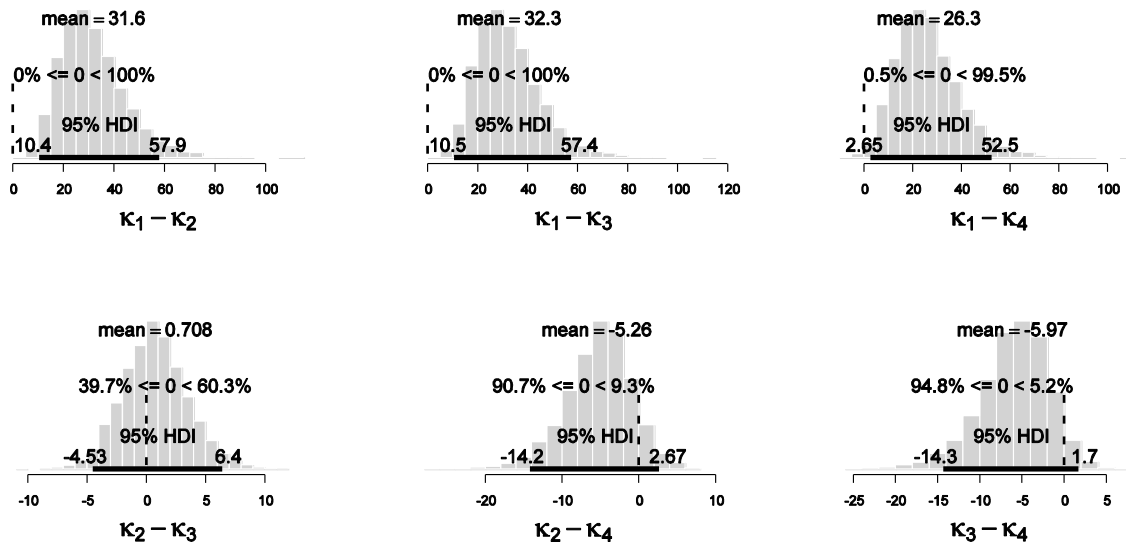 mean = 31.6
0% <= 0 < 100%
95% HDI
10.4 57.9
0 20 40 60 80 100
κ1 − κ2
mean = 32.3
0% <= 0 < 100%
95% HDI
10.5 57.4
0 20 40 60 80 100 120
κ1 − κ3
mean = 26.3
0.5% <= 0 < 99.5%
95% HDI
2.65 52.5
0 20 40 60 80 100
κ1 − κ4
mean = 0.708
39.7% <= 0 < 60.3%
95% HDI
-4.53 6.4
-10 -5 0 5 10
κ2 − κ3
mean = -5.26
90.7% <= 0 < 9.3%
95% HDI
-14.2 2.67
-20 -10 0 10
κ2 − κ4
mean = -5.97
94.8% <= 0 < 5.2%
95% HDI
-14.3 1.7
-25 -20 -15 -10 -5 0 5
κ3 − κ4